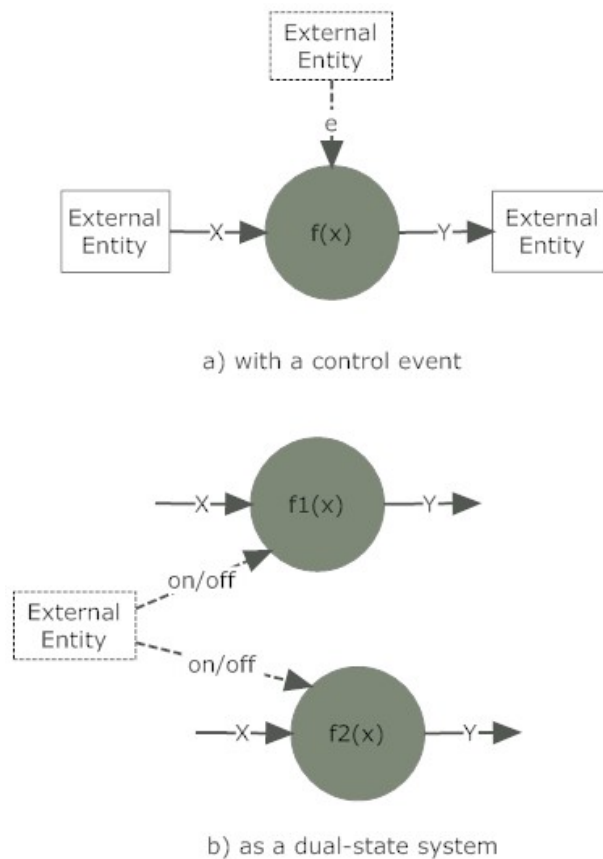 External
Entity
e
External
Entity
X
f(x)
Y
External
Entity
a) with a control event
X
f1(x)
Y
on/off
External
Entity
on/off
X
f2(x)
Y
b) as a dual-state system